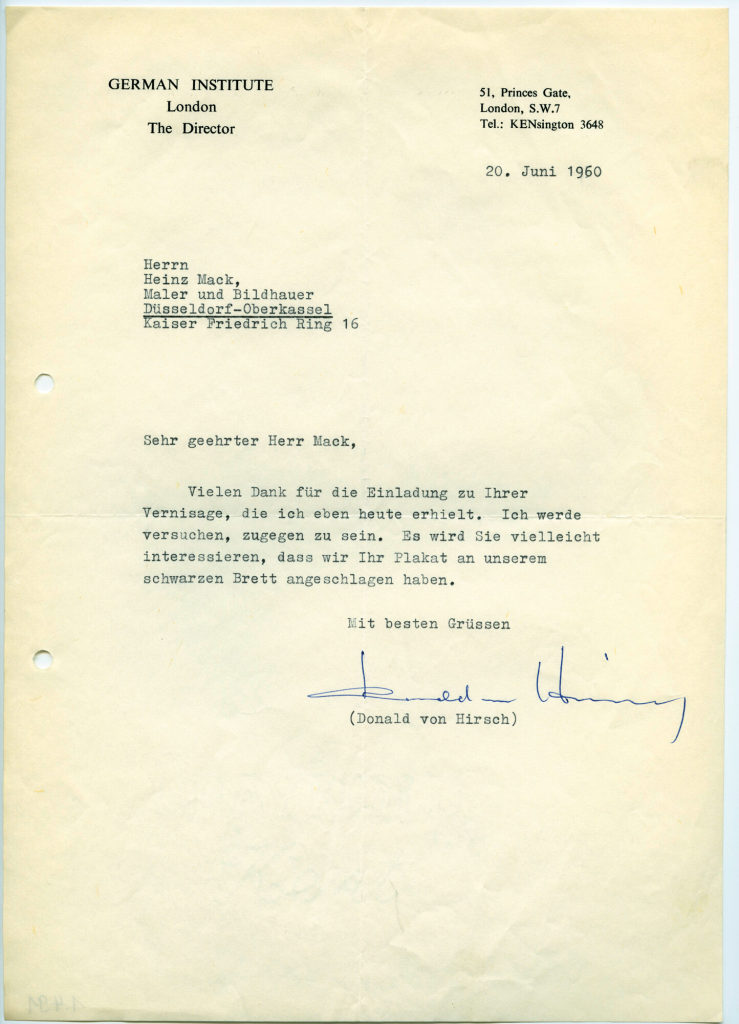 GERMAN INSTITUTE
London
The Director
51, Princes Gate,
London, S.W.7
Tel.: KENsington 3648
20. Juni 1960
Herrn
Heinz Mack,
Maler und Bildhauer
Düsseldorf-Oberkassel
Kaiser Friedrich Ring 16
Sehr geehrter Herr Mack,
Vielen Dank für die Einladung zu Ihrer
Vernisage, die ich eben heute erhielt. Ich werde
versuchen, zugegen zu sein. Es wird Sie vielleicht
interessieren, dass wir Ihr Plakat an unserem
schwarzen Brett angeschlagen haben.
Mit besten Grüssen
(Donald von Hirsch)